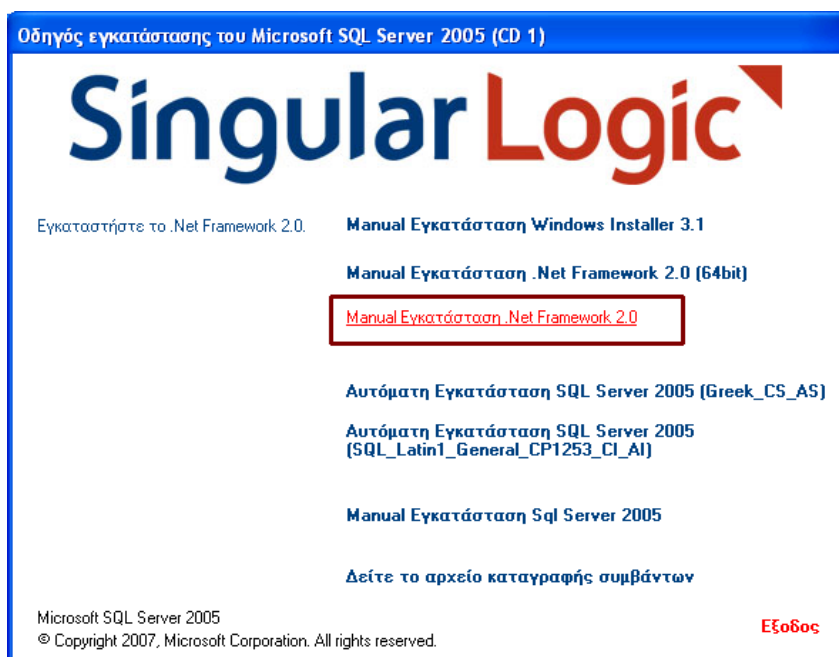 Οδηγός εγκατάστασης του Microsoft SQL Server 2005 (CD 1)
SingularLogic
Εγκαταστήστε το .Net Framework 2.0.
Manual Εγκατάσταση Windows Installer 3.1
Manual Εγκατάσταση .Net Framework 2.0 (64bit)
Manual Εγκατάσταση .Net Framework 2.0
Αυτόματη Εγκατάσταση SQL Server 2005 (Greek_CS_AS)
Αυτόματη Εγκατάσταση SQL Server 2005
(SQL_Latin1_General_CP1253_CI_AI)
Manual Εγκατάσταση Sql Server 2005
Δείτε το αρχείο καταγραφής συμβάντων
Microsoft SQL Server 2005
© Copyright 2007, Microsoft Corporation. All rights reserved.
Εξοδος